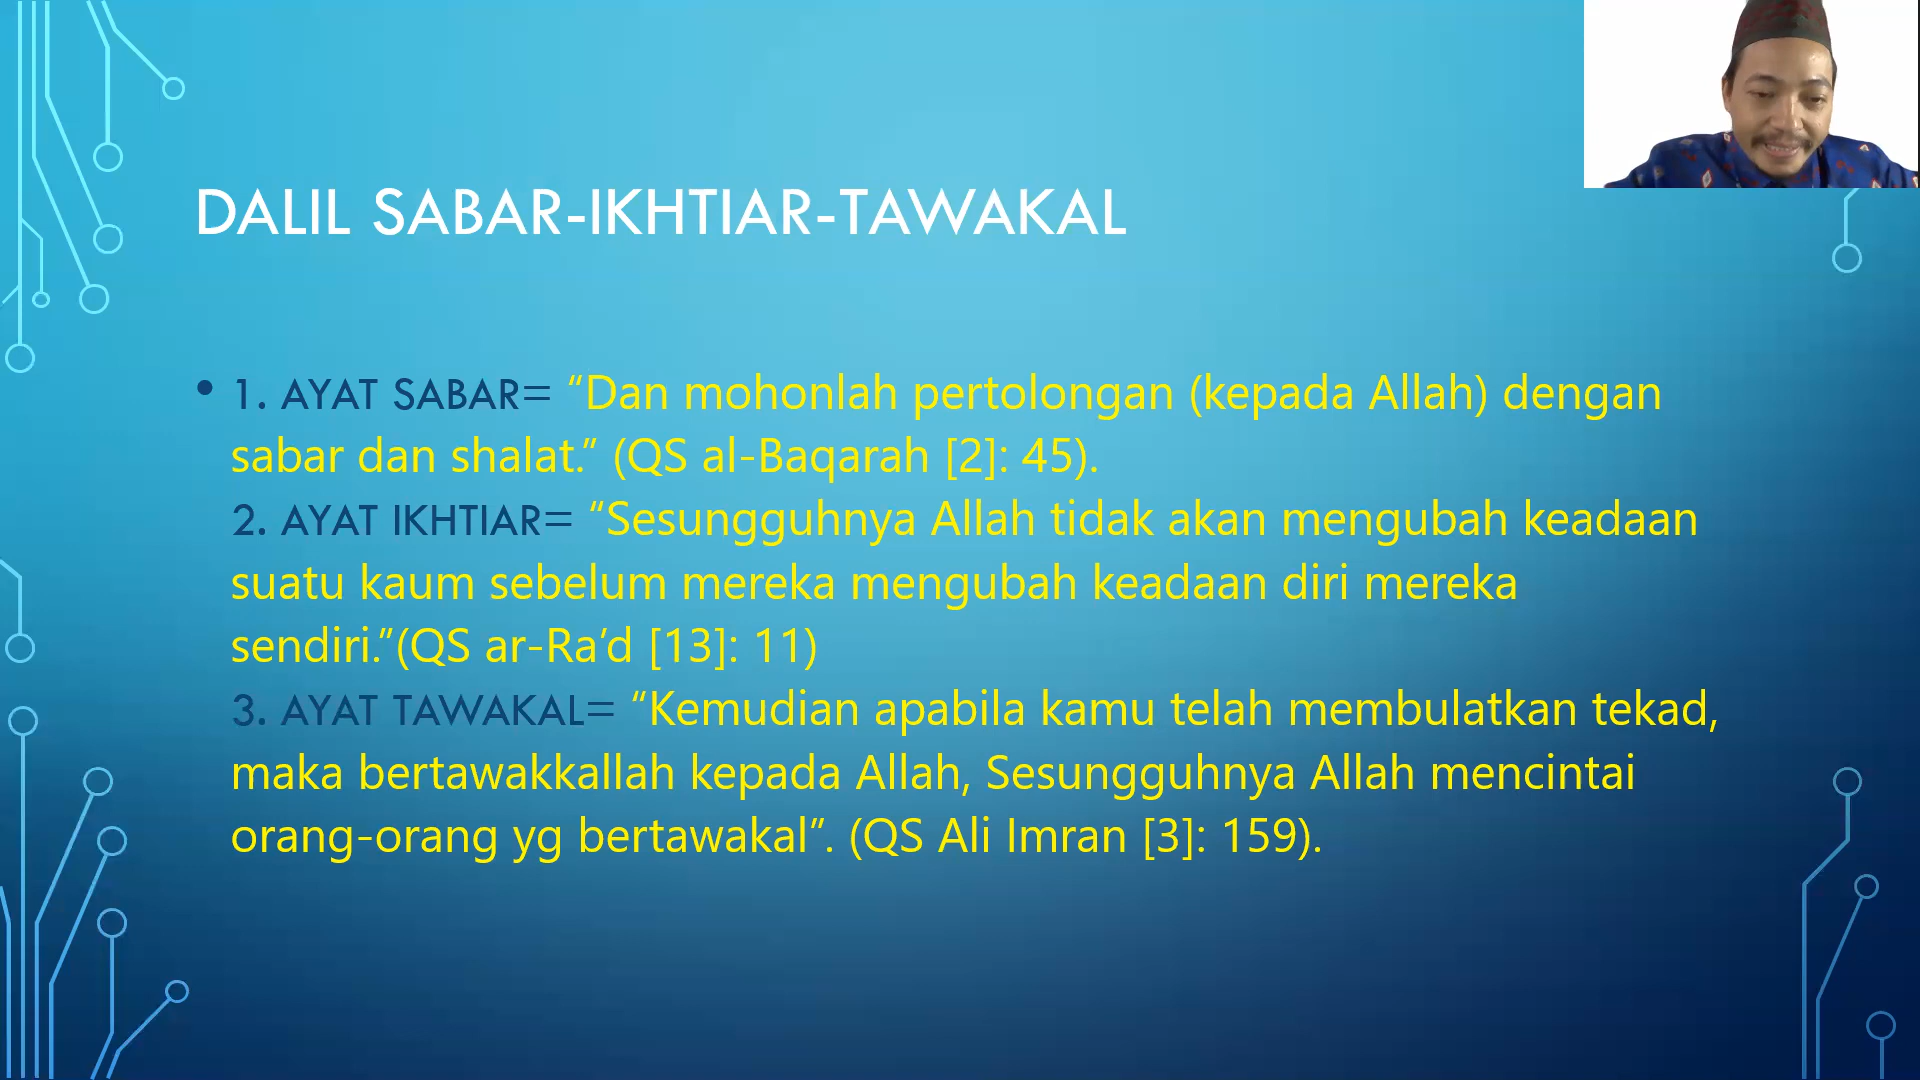 DALIL SABAR-IKHTIAR-TAWAKAL
• 1. AYAT SABAR= “Dan mohonlah pertolongan (kepada Allah) dengan
sabar dan shalat.” (QS al-Baqarah [2]: 45).
2. AYAT IKHTIAR= “Sesungguhnya Allah tidak akan mengubah keadaan
suatu kaum sebelum mereka mengubah keadaan diri mereka
sendiri.”(QS ar-Ra’d [13]: 11)
3. AYAT TAWAKAL= “Kemudian apabila kamu telah membulatkan tekad,
maka bertawakkallah kepada Allah, Sesungguhnya Allah mencintai
orang-orang yg bertawakal”. (QS Ali Imran [3]: 159).